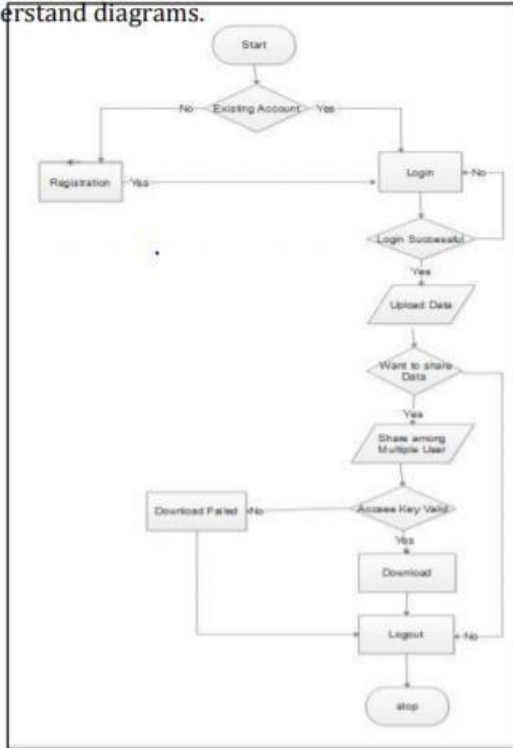 erstand diagrams.
Start
No
Existing Account
Yes
Registration
Yes
Login
No
Login Successful
Yes
Upload Data
Want to share
Data
Yes
Share among
Multiple User
Download Failed
No
Access Key Valid
Yes
Download
Logout
No
stop